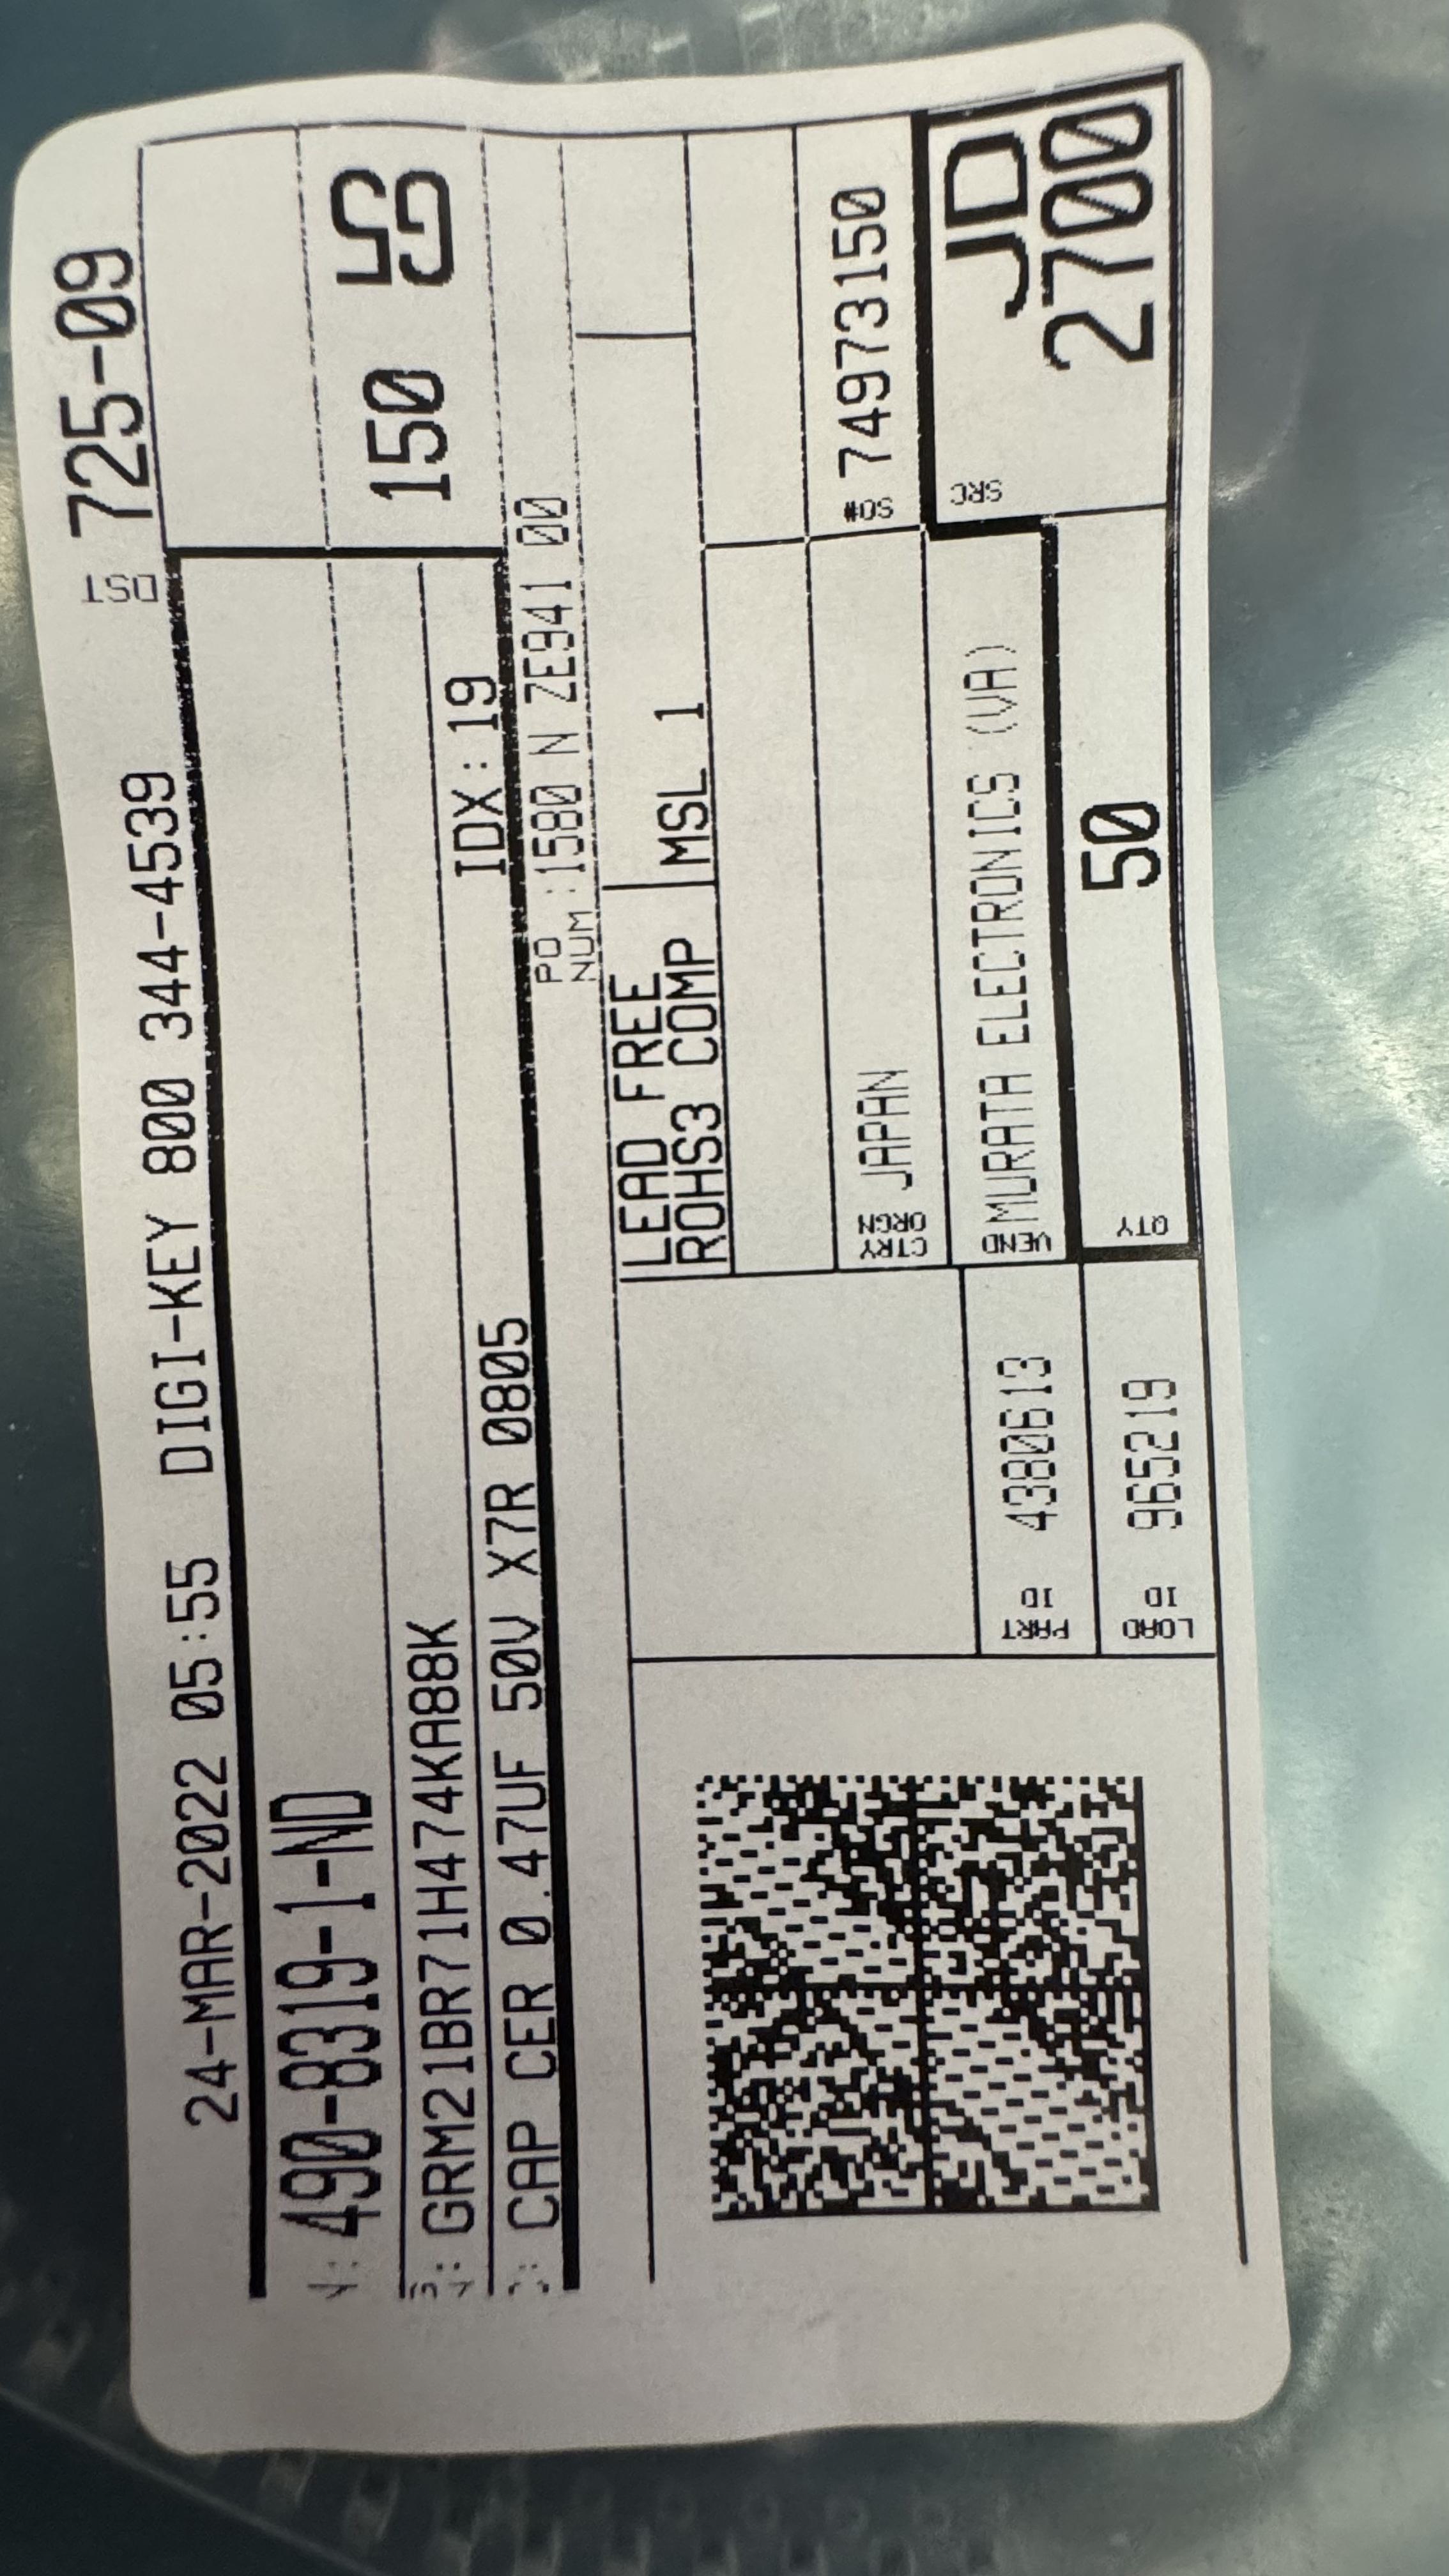 DST 725-09
24-MAR-2022 05:55 DIGI-KEY 800 344-4539
490-8319-1-ND
150 5G
GRM21BR71H474KA88K
IDX:19
CAP CER 0.47UF 50V X7R 0805
PO NUM :1580 N ZE941 00
LEAD FREE
ROHS3 COMP
MSL 1
CTRY ORGN JAPAN
SO# 74973150
PART ID 4380613
VEND MURATA ELECTRONICS (VA)
SRC JD
2700
LOAD ID 965219
QTY 50